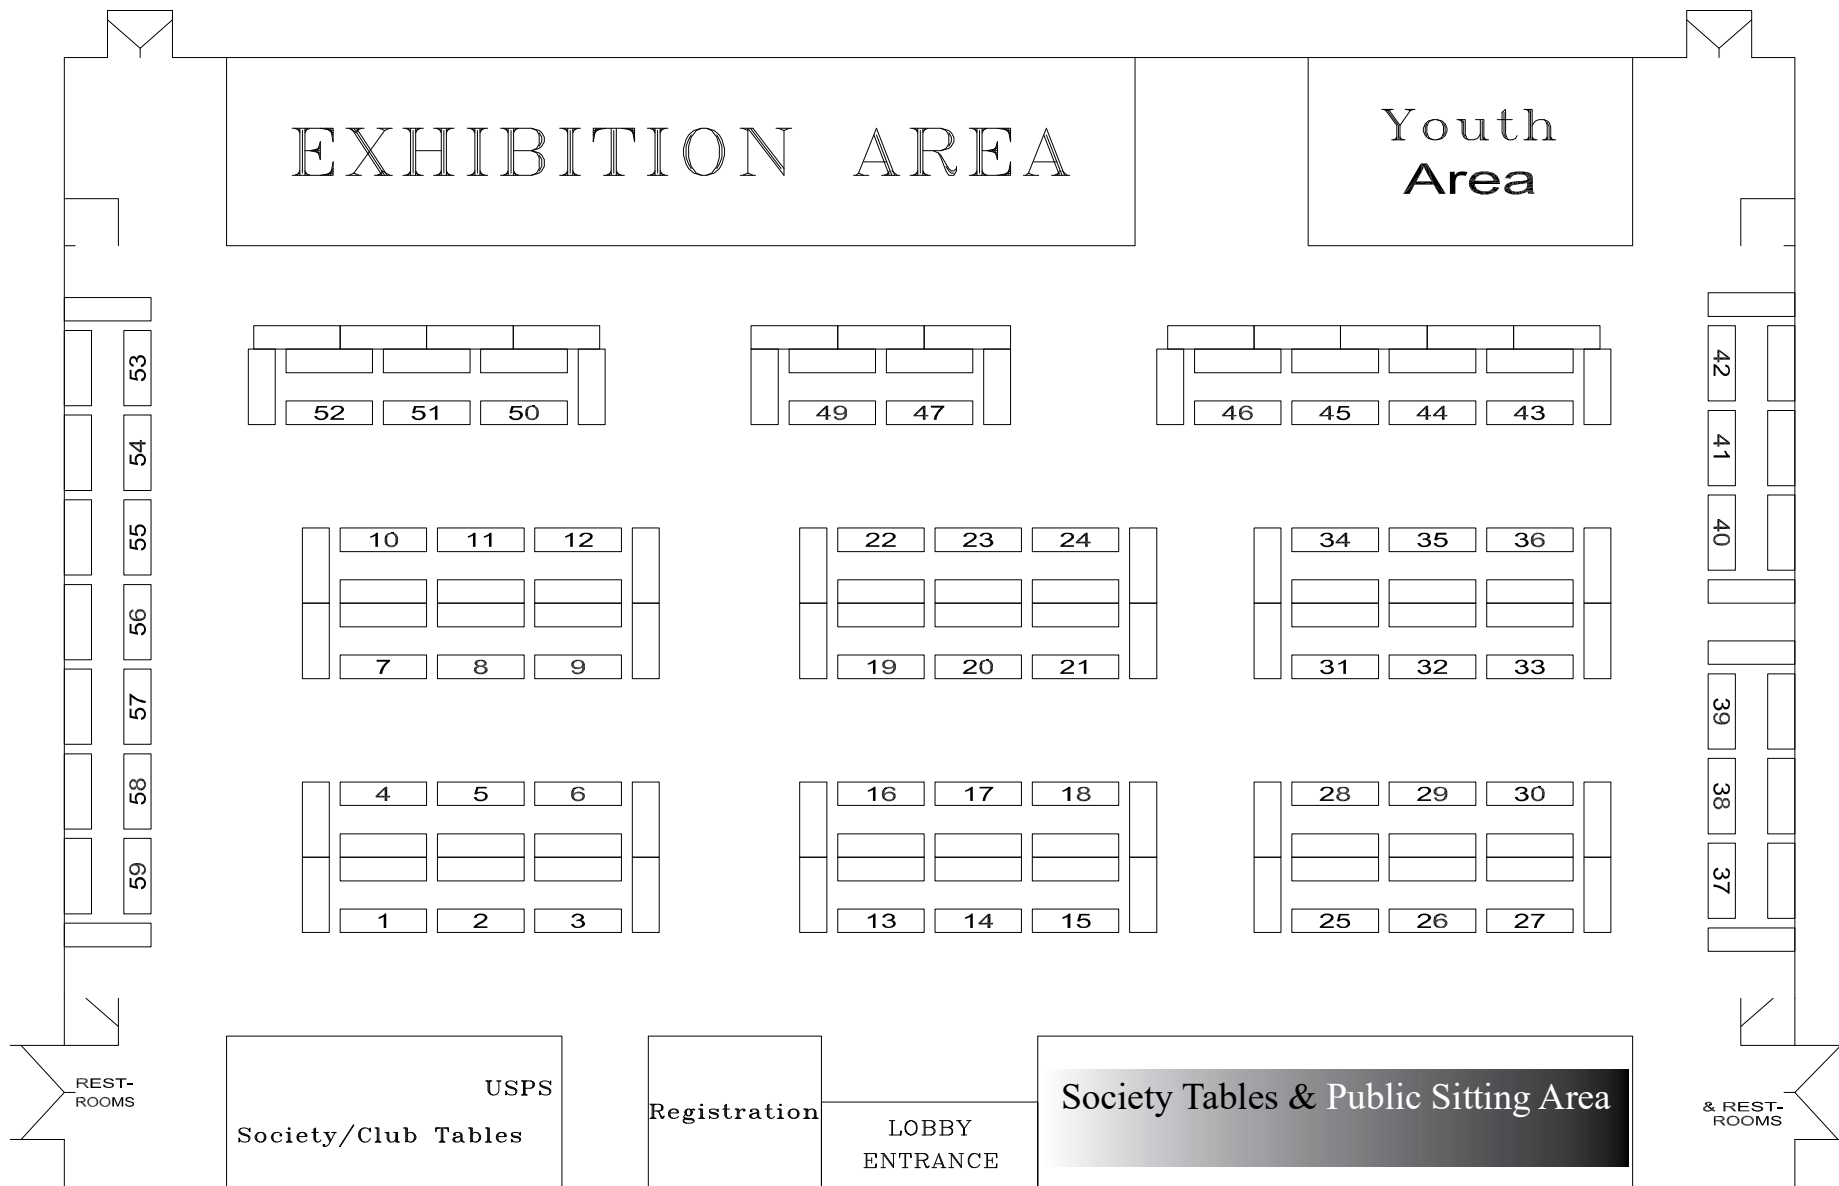 EXHIBITION AREA
Youth
Area
53
54
55
56
57
58
59
52 51 50
49 47
46 45 44 43
42
41
40
39
38
37
10 11 12
22 23 24
34 35 36
7 8 9
19 20 21
31 32 33
4 5 6
16 17 18
28 29 30
1 2 3
13 14 15
25 26 27
REST-
ROOMS
USPS
Society/Club Tables
Registration
LOBBY
ENTRANCE
Society Tables & Public Sitting Area
& REST-
ROOMS